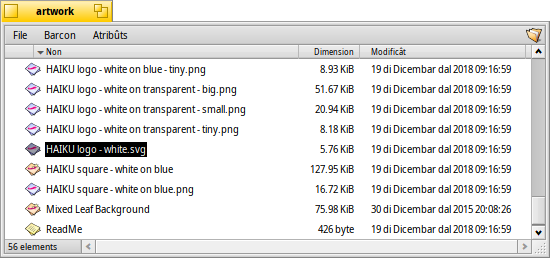 artwork
File Barcon Atribûts
Non Dimension Modificât
HAIKU logo - white on blue - tiny.png 8.93 KiB 19 di Dicembar dal 2018 09:16:59
HAIKU logo - white on transparent - big.png 51.67 KiB 19 di Dicembar dal 2018 09:16:59
HAIKU logo - white on transparent - small.png 20.94 KiB 19 di Dicembar dal 2018 09:16:59
HAIKU logo - white on transparent - tiny.png 8.18 KiB 19 di Dicembar dal 2018 09:16:59
HAIKU logo - white.svg 5.76 KiB 19 di Dicembar dal 2018 09:16:59
HAIKU square - white on blue 127.95 KiB 19 di Dicembar dal 2018 09:16:59
HAIKU square - white on blue.png 16.72 KiB 19 di Dicembar dal 2018 09:16:59
Mixed Leaf Background 75.98 KiB 30 di Dicembar dal 2015 20:08:26
ReadMe 426 byte 19 di Dicembar dal 2018 09:16:59
56 elements